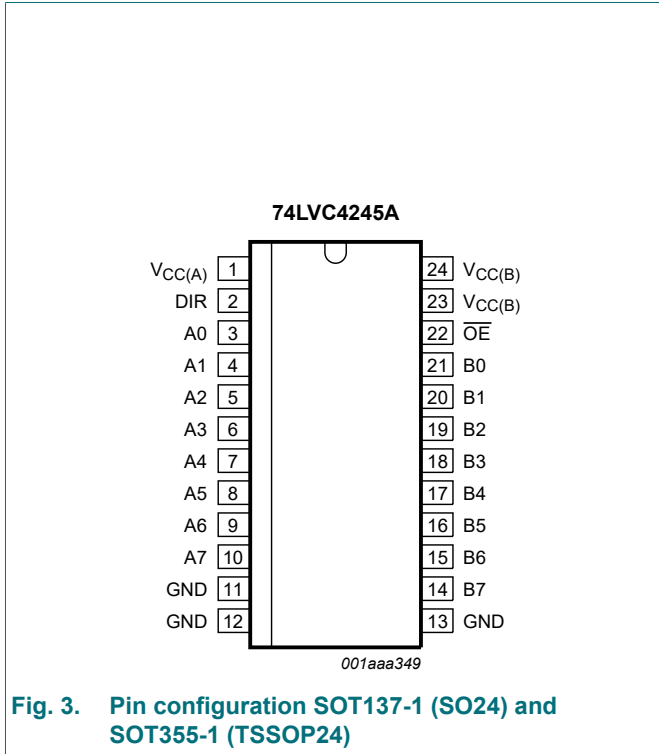 74LVC4245A
VCC(A) 1 24 VCC(B)
DIR 2 23 VCC(B)
A0 3 22 O̅E̅
A1 4 21 B0
A2 5 20 B1
A3 6 19 B2
A4 7 18 B3
A5 8 17 B4
A6 9 16 B5
A7 10 15 B6
GND 11 14 B7
GND 12 13 GND
001aaa349
Fig. 3. Pin configuration SOT137-1 (SO24) and
SOT355-1 (TSSOP24)